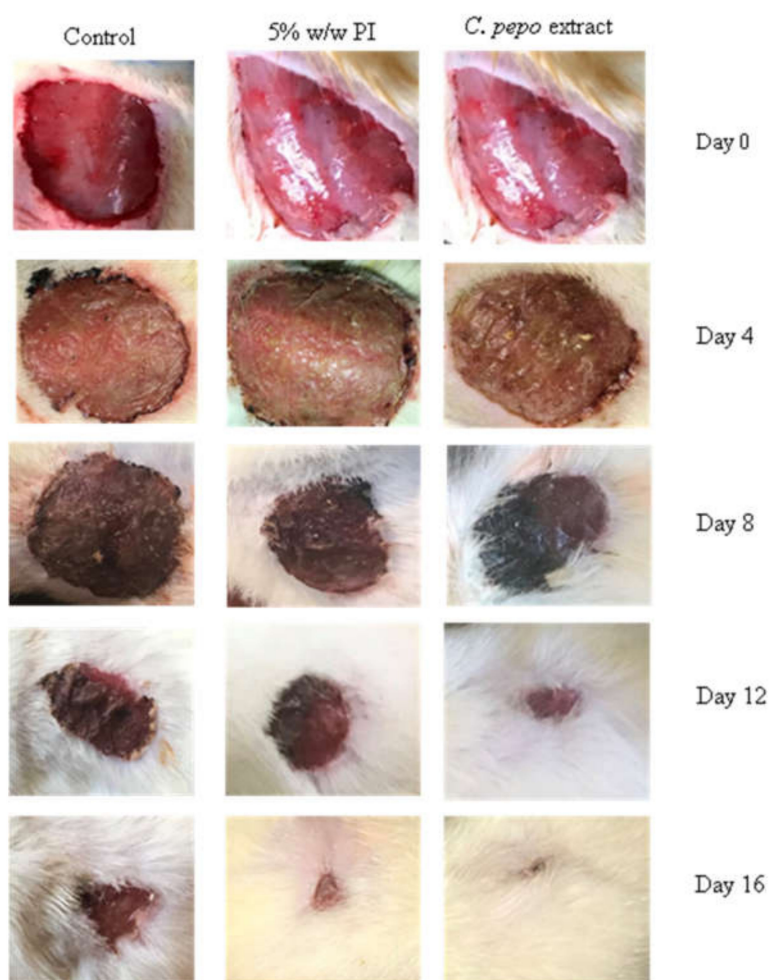 Control
5% w/w PI
C. pepo extract
Day 0
Day 4
Day 8
Day 12
Day 16